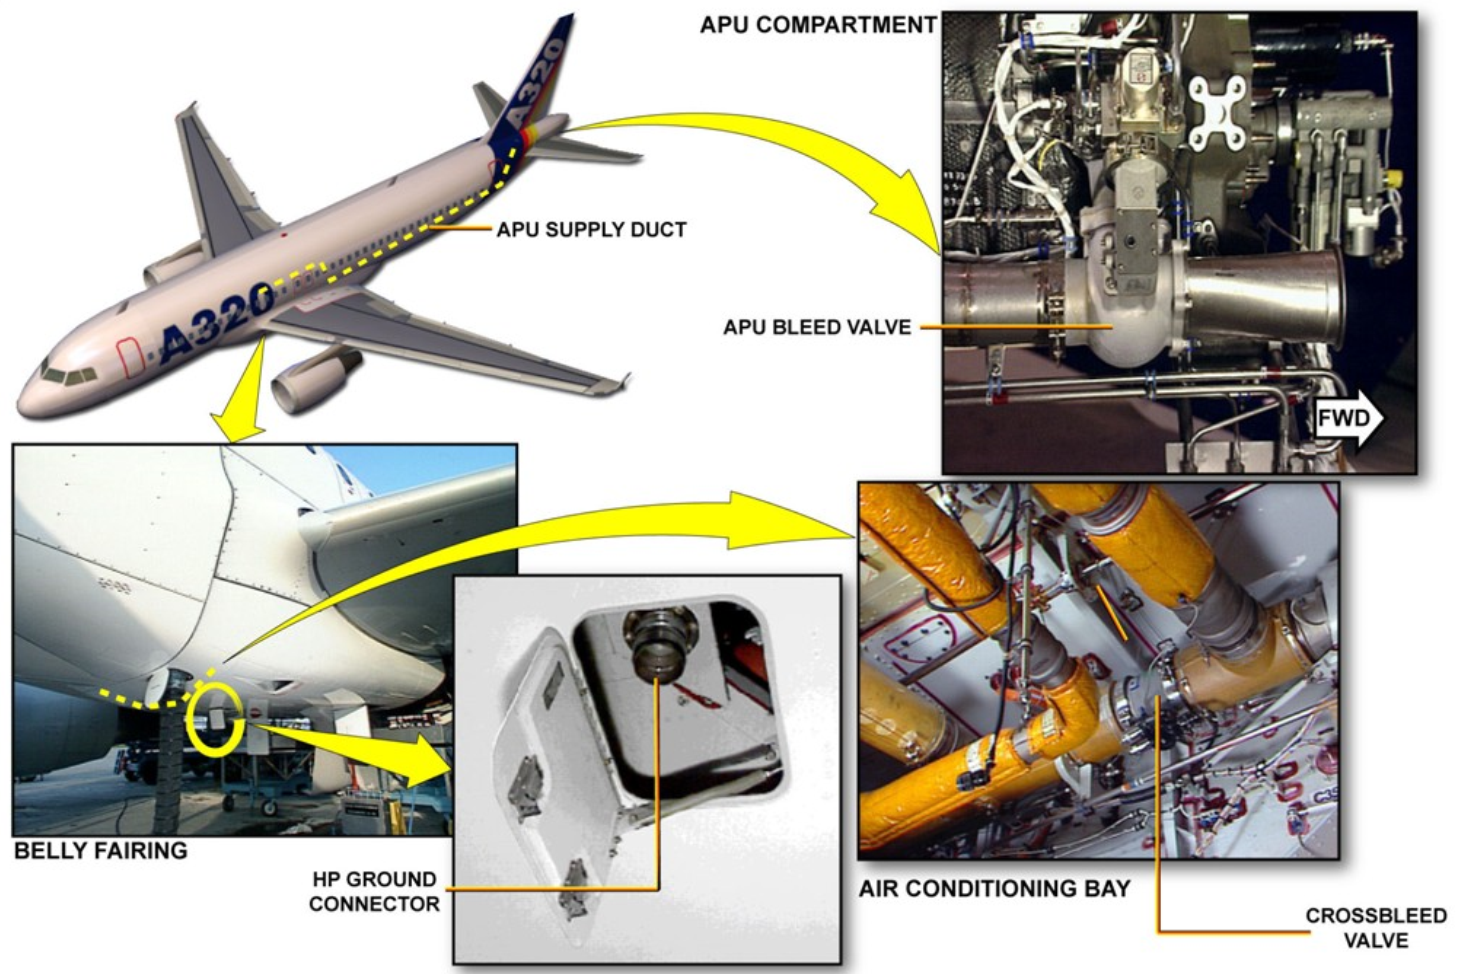 APU COMPARTMENT
A320
APU SUPPLY DUCT
A320
APU BLEED VALVE
FWD
BELLY FAIRING
HP GROUND
CONNECTOR
AIR CONDITIONING BAY
CROSSBLEED
VALVE